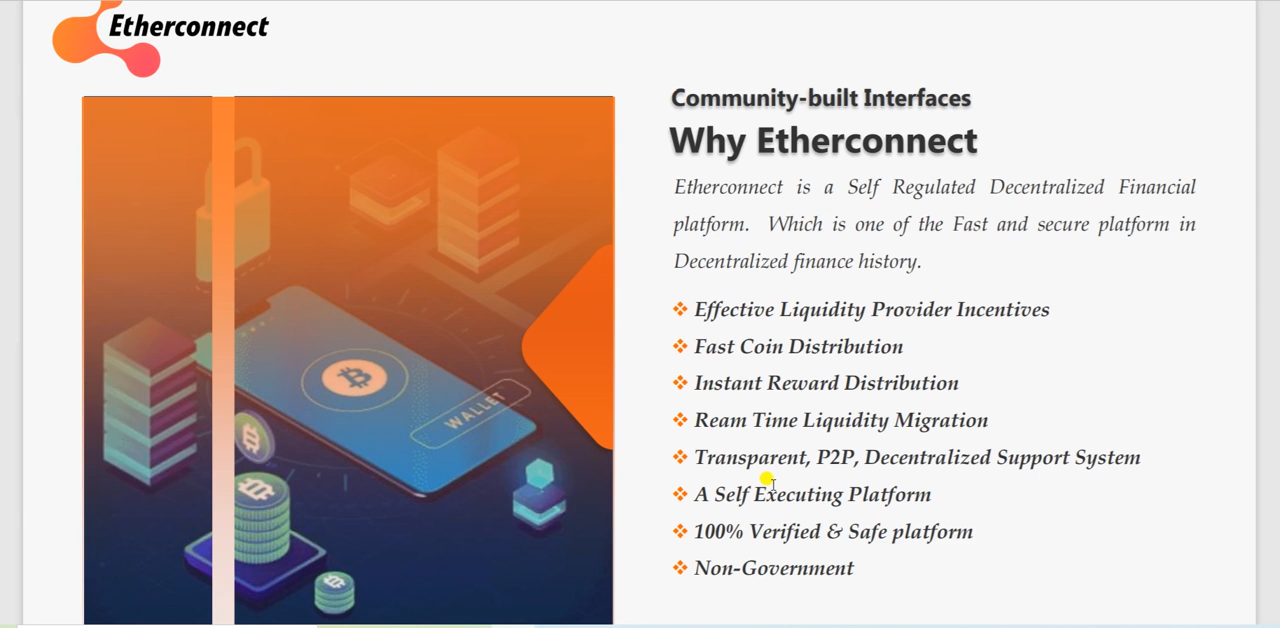 Etherconnect
Community-built Interfaces
Why Etherconnect
Etherconnect is a Self Regulated Decentralized Financial
platform. Which is one of the Fast and secure platform in
Decentralized finance history.
Effective Liquidity Provider Incentives
Fast Coin Distribution
Instant Reward Distribution
Ream Time Liquidity Migration
Transparent, P2P, Decentralized Support System
A Self Executing Platform
100% Verified & Safe platform
Non-Government
WALLET